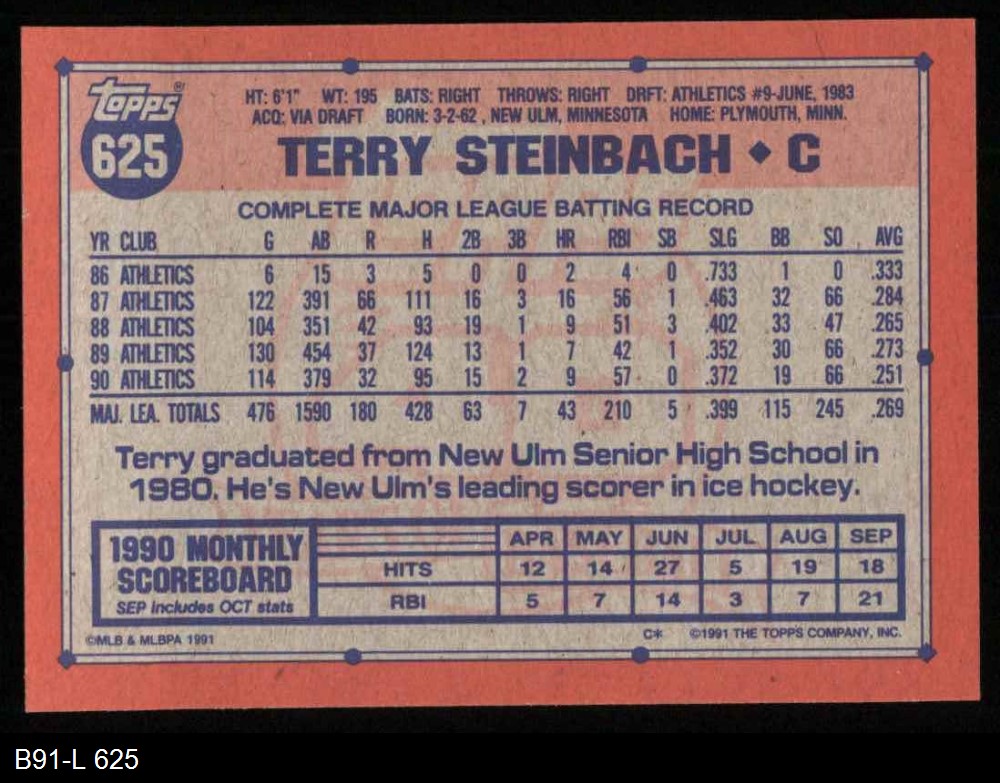 Topps®
625
HT: 6'1" WT: 195 BATS: RIGHT THROWS: RIGHT DRFT: ATHLETICS #9-JUNE, 1983
ACQ: VIA DRAFT BORN: 3-2-62, NEW ULM, MINNESOTA HOME: PLYMOUTH, MINN.
TERRY STEINBACH ◆ C
COMPLETE MAJOR LEAGUE BATTING RECORD
YR CLUB G AB R H 2B 3B HR RBI SB SLG BB SO AVG
86 ATHLETICS 6 15 3 5 0 0 2 4 0 .733 1 0 .333
87 ATHLETICS 122 391 66 111 16 3 16 56 1 .463 32 66 .284
88 ATHLETICS 104 351 42 93 19 1 9 51 3 .402 33 47 .265
89 ATHLETICS 130 454 37 124 13 1 7 42 1 .352 30 66 .273
90 ATHLETICS 114 379 32 95 15 2 9 57 0 .372 19 66 .251
MAJ. LEA. TOTALS 476 1590 180 428 63 7 43 210 5 .399 115 245 .269
Terry graduated from New Ulm Senior High School in
1980. He's New Ulm's leading scorer in ice hockey.
1990 MONTHLY
SCOREBOARD
SEP includes OCT stats
APR MAY JUN JUL AUG SEP
HITS 12 14 27 5 19 18
RBI 5 7 14 3 7 21
©MLB & MLBPA 1991
C* ©1991 THE TOPPS COMPANY, INC.
B91-L 625